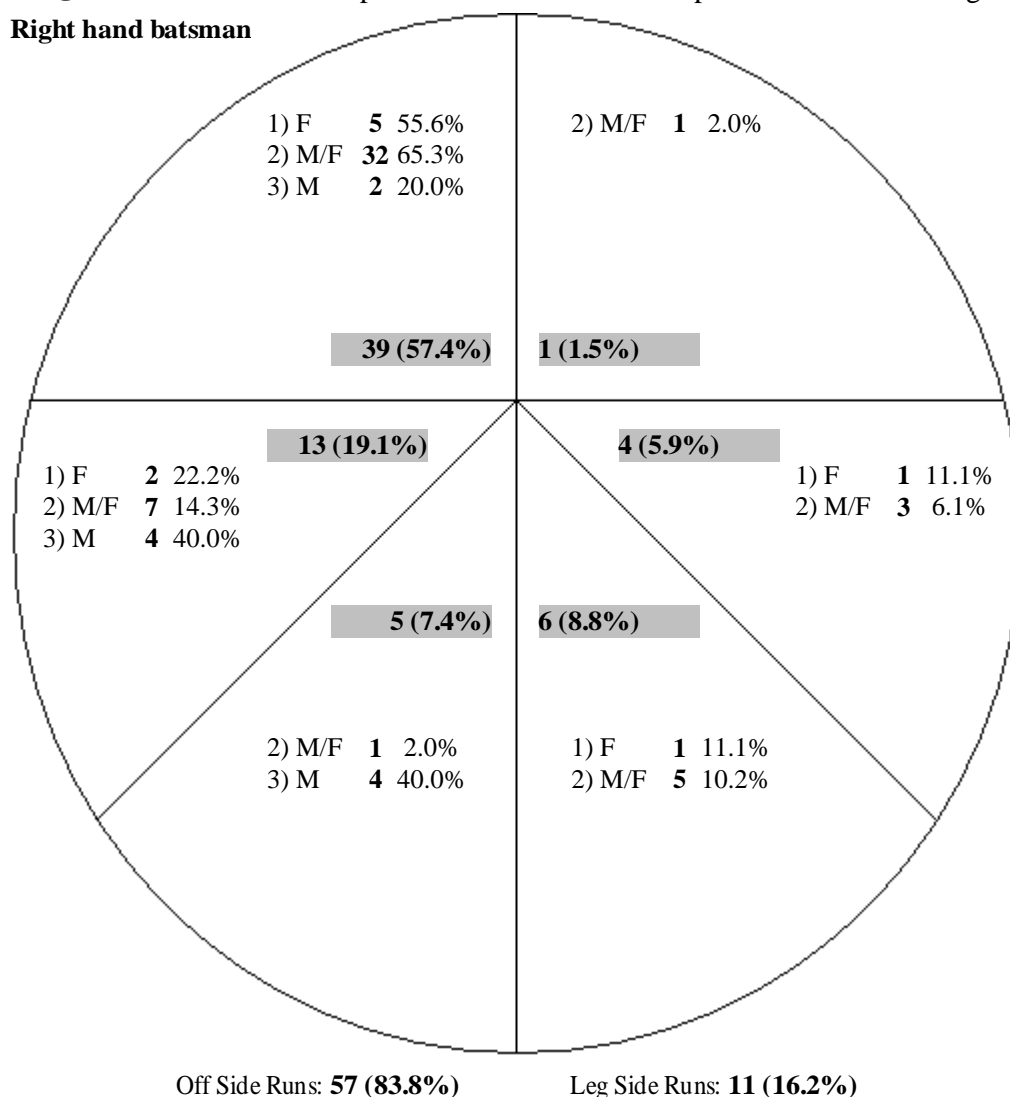 Right hand batsman
1) F 5 55.6%
2) M/F 32 65.3%
3) M 2 20.0%
2) M/F 1 2.0%
39 (57.4%)
1 (1.5%)
13 (19.1%)
4 (5.9%)
1) F 2 22.2%
2) M/F 7 14.3%
3) M 4 40.0%
1) F 1 11.1%
2) M/F 3 6.1%
5 (7.4%)
6 (8.8%)
2) M/F 1 2.0%
3) M 4 40.0%
1) F 1 11.1%
2) M/F 5 10.2%
Off Side Runs: 57 (83.8%)
Leg Side Runs: 11 (16.2%)